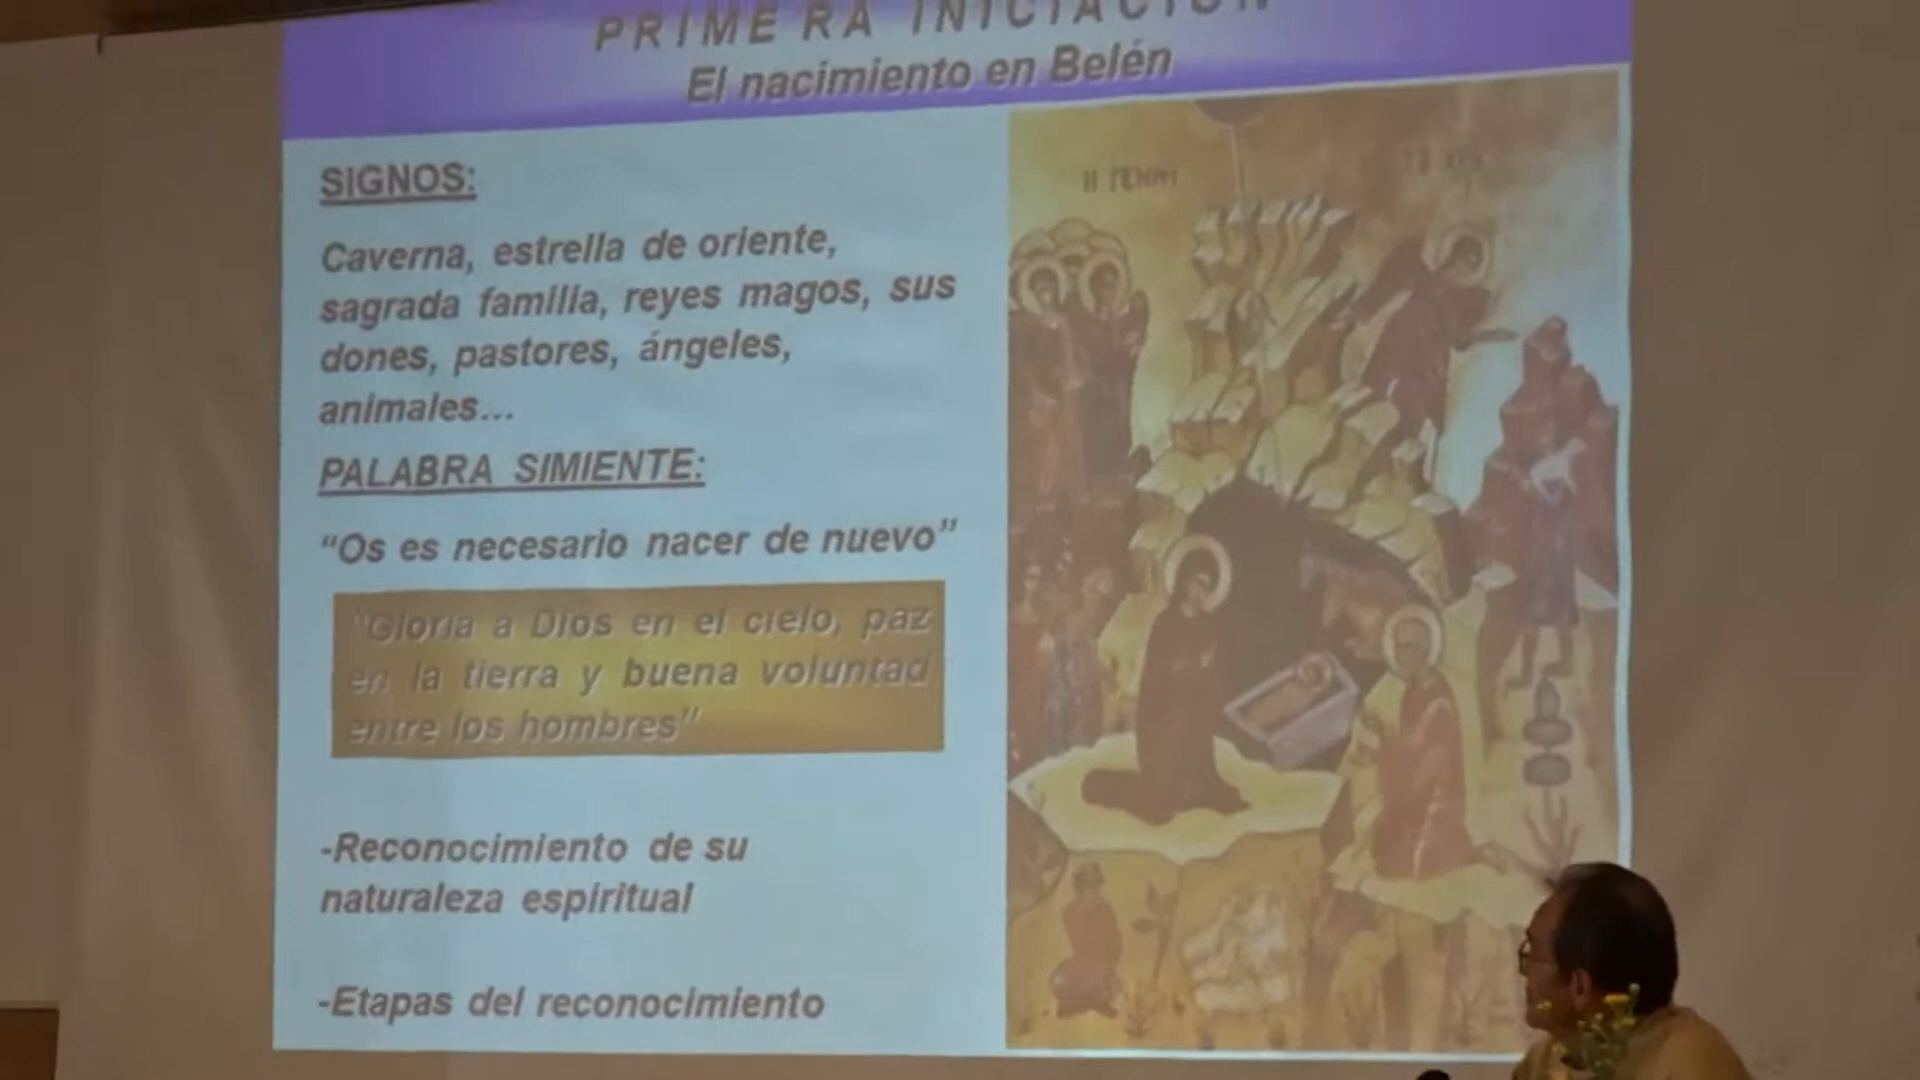 PRIMERA INICIACIÓN
El nacimiento en Belén
SIGNOS:
Caverna, estrella de oriente,
sagrada familia, reyes magos, sus
dones, pastores, ángeles,
animales...
PALABRA SIMIENTE:
“Os es necesario nacer de nuevo”
"Gloria a Dios en el cielo, paz
en la tierra y buena voluntad
entre los hombres"
-Reconocimiento de su
naturaleza espiritual
-Etapas del reconocimiento